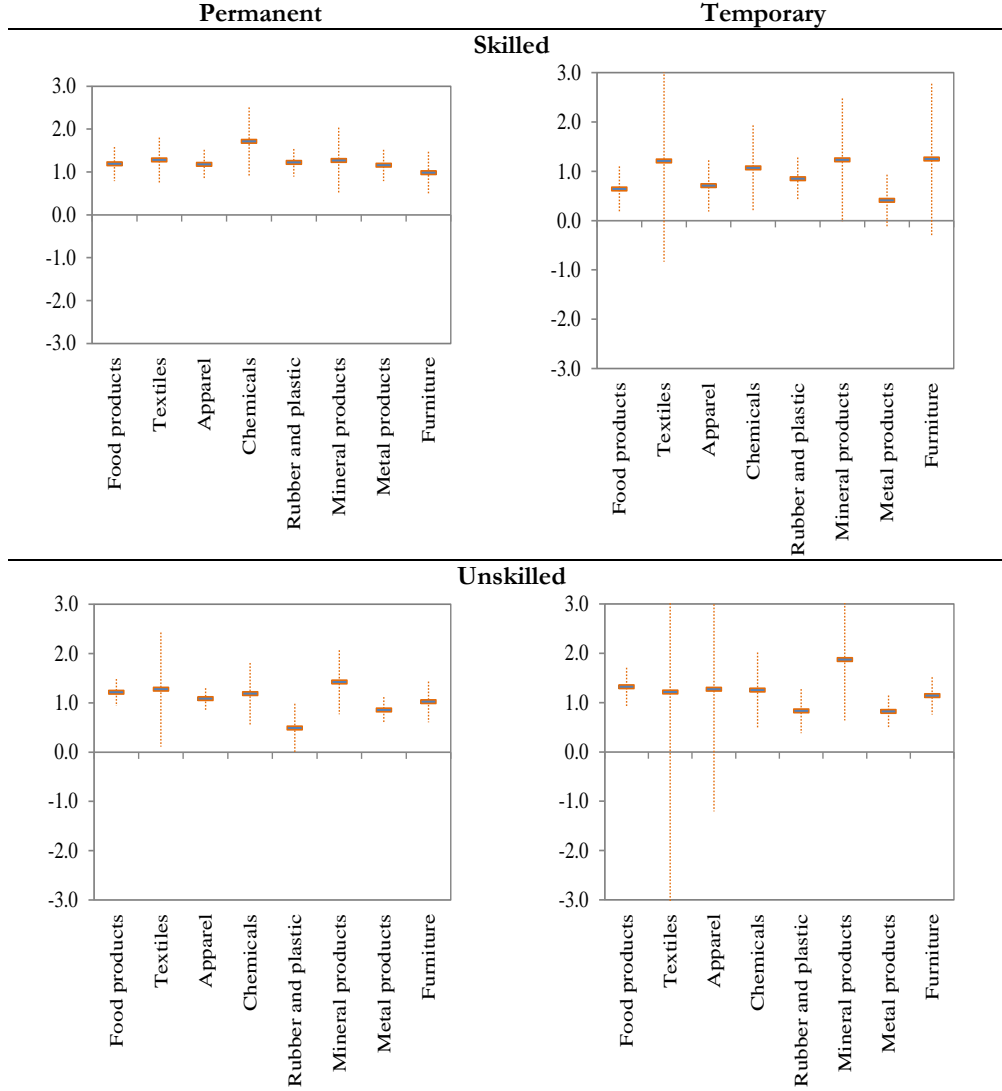 Permanent Temporary
Skilled
3.0
2.0
1.0
0.0
-1.0
-2.0
-3.0
Food products
Textiles
Apparel
Chemicals
Rubber and plastic
Mineral products
Metal products
Furniture
3.0
2.0
1.0
0.0
-1.0
-2.0
-3.0
Food products
Textiles
Apparel
Chemicals
Rubber and plastic
Mineral products
Metal products
Furniture
Unskilled
3.0
2.0
1.0
0.0
-1.0
-2.0
-3.0
Food products
Textiles
Apparel
Chemicals
Rubber and plastic
Mineral products
Metal products
Furniture
3.0
2.0
1.0
0.0
-1.0
-2.0
-3.0
Food products
Textiles
Apparel
Chemicals
Rubber and plastic
Mineral products
Metal products
Furniture